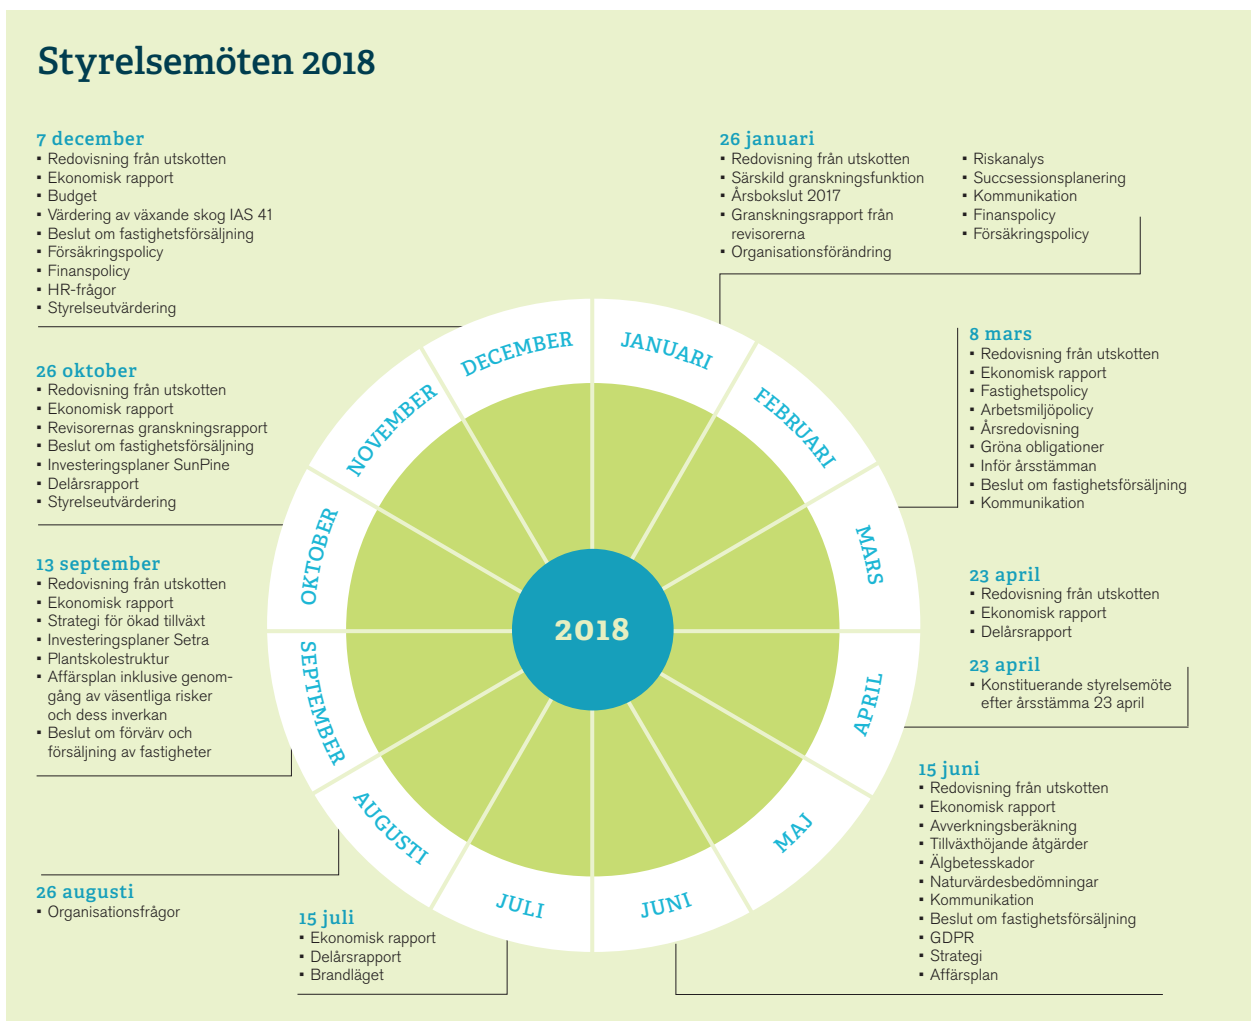 Styrelsemöten 2018
7 december
▪ Redovisning från utskotten
▪ Ekonomisk rapport
▪ Budget
▪ Värdering av växande skog IAS 41
▪ Beslut om fastighetsförsäljning
▪ Försäkringspolicy
▪ Finanspolicy
▪ HR-frågor
▪ Styrelseutvärdering
26 oktober
▪ Redovisning från utskotten
▪ Ekonomisk rapport
▪ Revisorernas granskningsrapport
▪ Beslut om fastighetsförsäljning
▪ Investeringsplaner SunPine
▪ Delårsrapport
▪ Styrelseutvärdering
13 september
▪ Redovisning från utskotten
▪ Ekonomisk rapport
▪ Strategi för ökad tillväxt
▪ Investeringsplaner Setra
▪ Plantskolestruktur
▪ Affärsplan inklusive genom-
gång av väsentliga risker
och dess inverkan
▪ Beslut om förvärv och
försäljning av fastigheter
26 augusti
▪ Organisationsfrågor
15 juli
▪ Ekonomisk rapport
▪ Delårsrapport
▪ Brandläget
26 januari
▪ Redovisning från utskotten
▪ Särskild granskningsfunktion
▪ Årsbokslut 2017
▪ Granskningsrapport från
revisorerna
▪ Organisationsförändring
▪ Riskanalys
▪ Succsessionsplanering
▪ Kommunikation
▪ Finanspolicy
▪ Försäkringspolicy
8 mars
▪ Redovisning från utskotten
▪ Ekonomisk rapport
▪ Fastighetspolicy
▪ Arbetsmiljöpolicy
▪ Årsredovisning
▪ Gröna obligationer
▪ Inför årsstämman
▪ Beslut om fastighetsförsäljning
▪ Kommunikation
23 april
▪ Redovisning från utskotten
▪ Ekonomisk rapport
▪ Delårsrapport
23 april
▪ Konstituerande styrelsemöte
efter årsstämma 23 april
15 juni
▪ Redovisning från utskotten
▪ Ekonomisk rapport
▪ Avverkningsberäkning
▪ Tillväxthöjande åtgärder
▪ Älgbetesskador
▪ Naturvärdesbedömningar
▪ Kommunikation
▪ Beslut om fastighetsförsäljning
▪ GDPR
▪ Strategi
▪ Affärsplan
JANUARI
FEBRUARI
MARS
APRIL
MAJ
JUNI
JULI
AUGUSTI
SEPTEMBER
OKTOBER
NOVEMBER
DECEMBER
2018